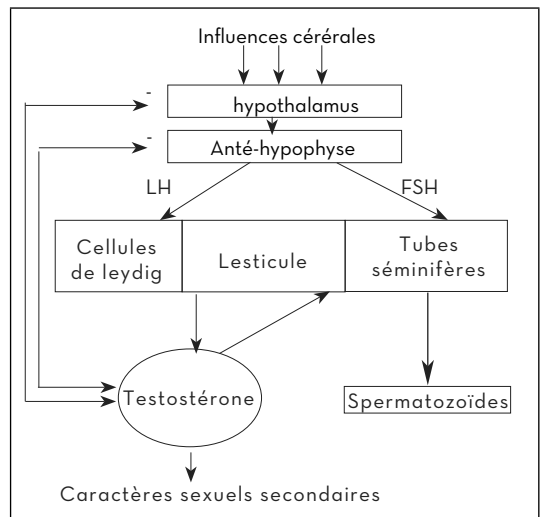 Influences cérérales
-
hypothalamus
-
Anté-hypophyse
LH
FSH
Cellules
de leydig
Lesticule
Tubes
séminifères
Testostérone
Spermatozoïdes
Caractères sexuels secondaires